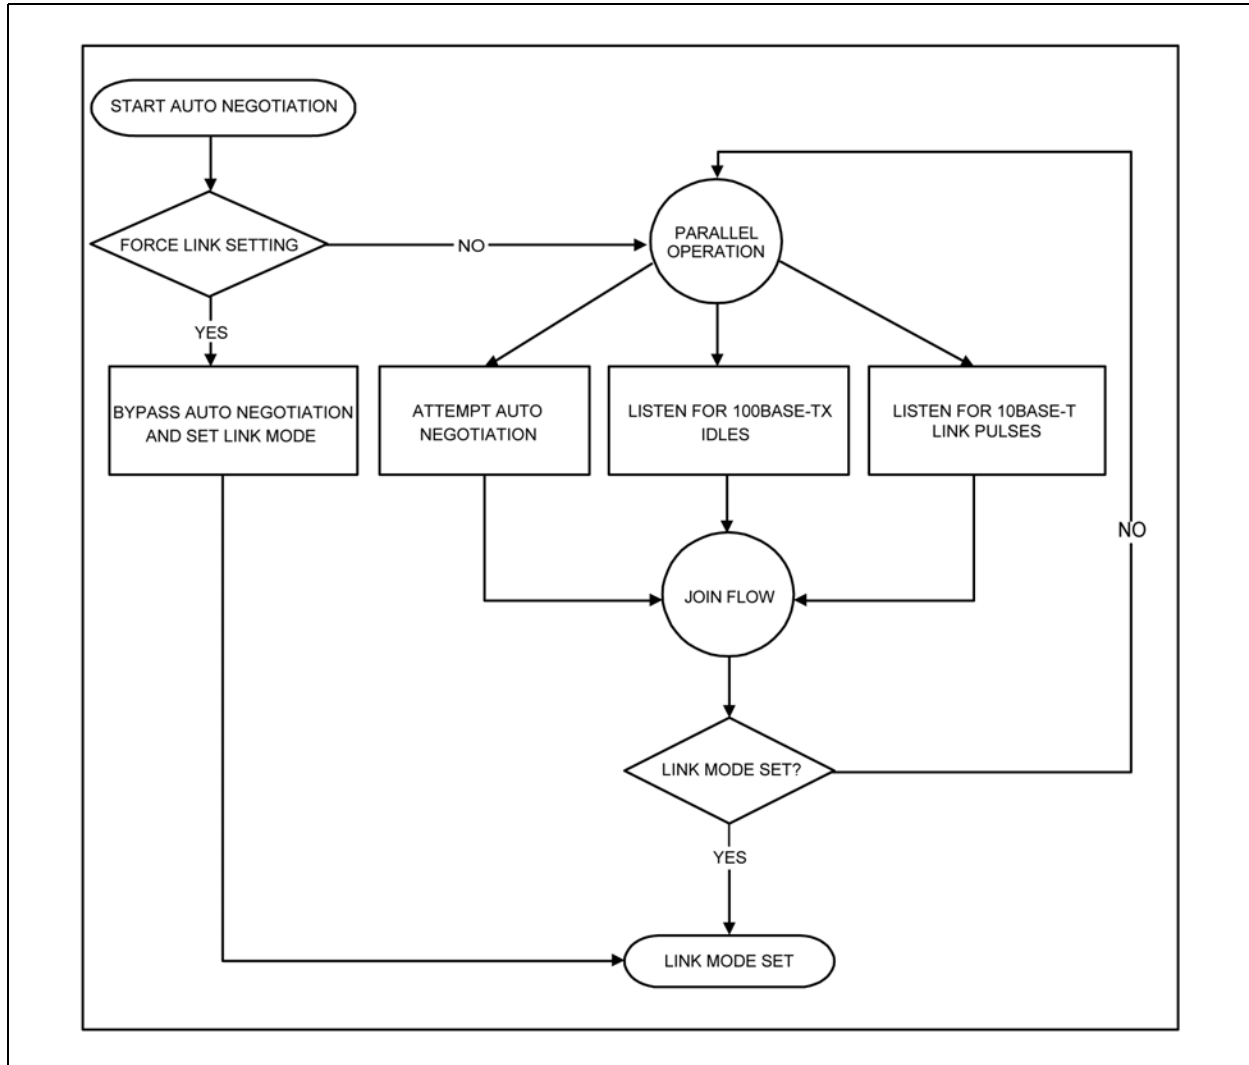 START AUTO NEGOTIATION
FORCE LINK SETTING
NO
PARALLEL
OPERATION
YES
BYPASS AUTO NEGOTIATION
AND SET LINK MODE
ATTEMPT AUTO
NEGOTIATION
LISTEN FOR 100BASE-TX
IDLES
LISTEN FOR 10BASE-T
LINK PULSES
NO
JOIN FLOW
LINK MODE SET?
YES
LINK MODE SET